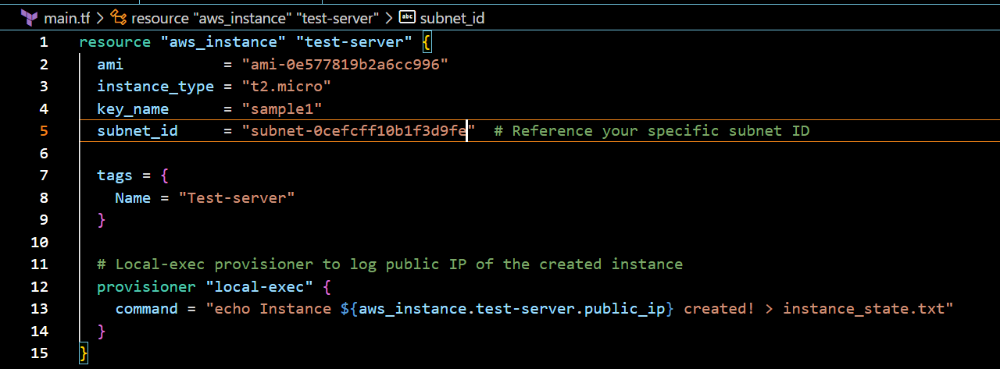 main.tf > resource "aws_instance" "test-server" > abc subnet_id
1 resource "aws_instance" "test-server" {
2   ami           = "ami-0e577819b2a6cc996"
3   instance_type = "t2.micro"
4   key_name      = "sample1"
5   subnet_id     = "subnet-0cefcff10b1f3d9fe"  # Reference your specific subnet ID
6
7   tags = {
8     Name = "Test-server"
9   }
10
11   # Local-exec provisioner to log public IP of the created instance
12   provisioner "local-exec" {
13     command = "echo Instance ${aws_instance.test-server.public_ip} created! > instance_state.txt"
14   }
15 }